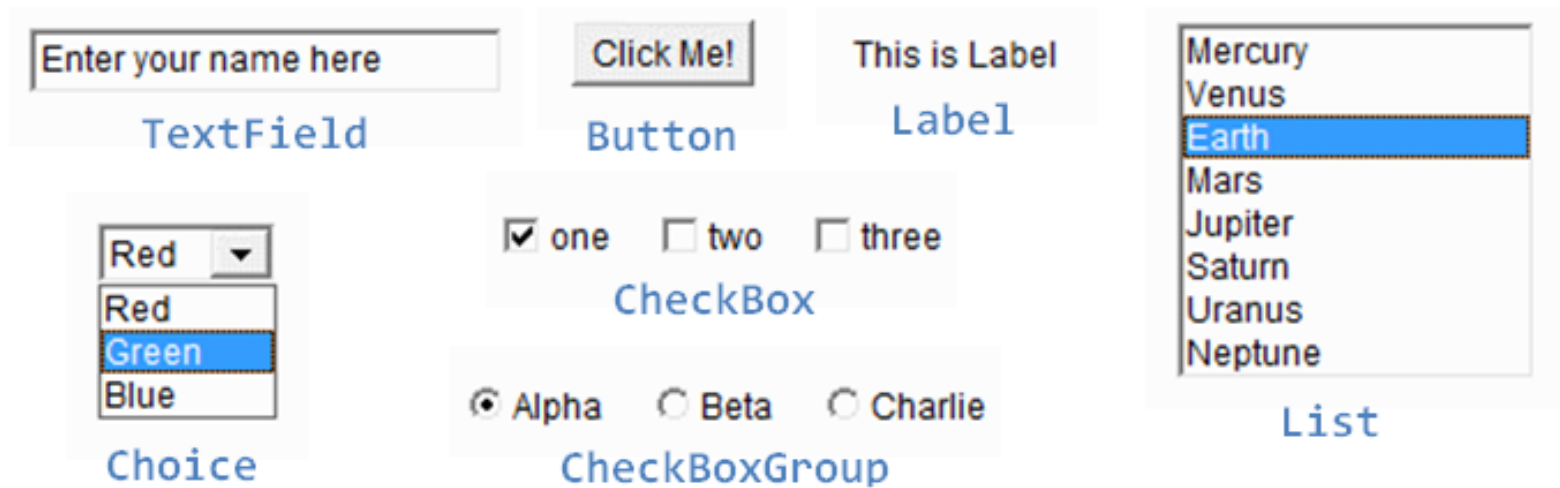 Enter your name here
TextField
Click Me!
Button
This is Label
Label
Mercury
Venus
Earth
Mars
Jupiter
Saturn
Uranus
Neptune
List
Red
Red
Green
Blue
Choice
one two three
CheckBox
Alpha Beta Charlie
CheckBoxGroup